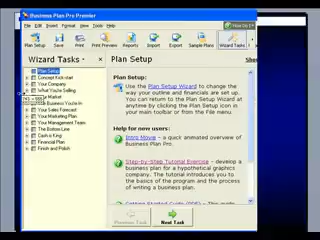 Business Plan Pro Premier
File Edit
Plan Setup Save Print Print Preview Reports Import Export Sample Plans Wizard Tasks
Wizard Tasks
Plan Setup
Concept Kick-start
Your Company
What You're Selling
Market
Business You're In
Your Sales Forecast
Your Marketing Plan
Your Management Team
The Bottom Line
Cash is King
Financial Plan
Finish and Polish
Plan Setup
Plan Setup:
Use the Plan Setup Wizard to change
the way your outline and financials are set up.
You can return to the Plan Setup Wizard at
anytime by clicking the Plan Setup icon in
your main toolbar or from the File menu.
Help for new users:
Intro Movie - a quick animated overview of
Business Plan Pro.
Step-by-Step Tutorial Exercise - develop a
plan for a hypothetical graphics
company. The tutorial introduces you to
the basics of the program and the process
of writing a business plan.
Previous Task Next Task